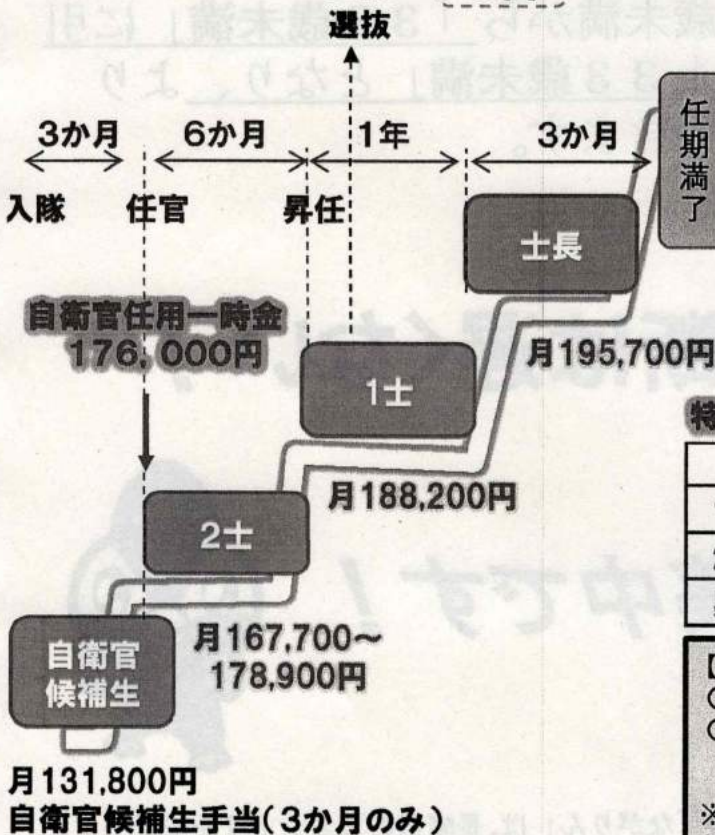 選抜
3か月
6か月
1年
3か月
入隊
任官
昇任
任期満了
士長
自衛官任用一時金
176,000円
1士
月195,700円
2士
月188,200円
自衛官
候補生
月167,700〜
178,900円
月131,800円
自衛官候補生手当(3か月のみ)